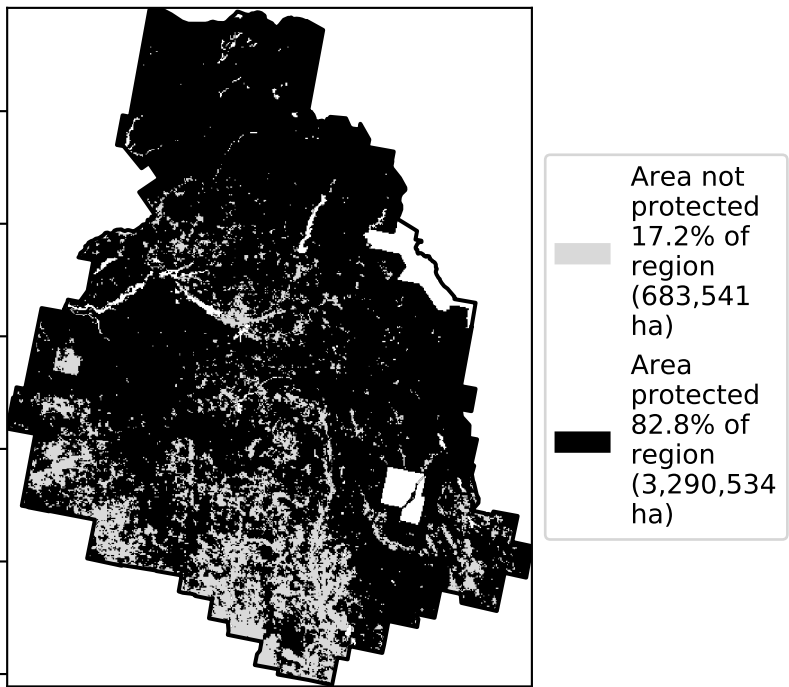 Area not
protected
17.2% of
region
(683,541
ha)
Area
protected
82.8% of
region
(3,290,534
ha)